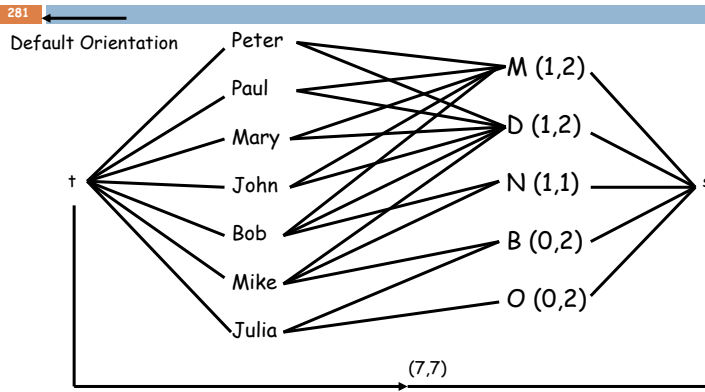 281
Default Orientation
Peter
Paul
Mary
John
Bob
Mike
Julia
t
M (1,2)
D (1,2)
N (1,1)
B (0,2)
O (0,2)
s
(7,7)